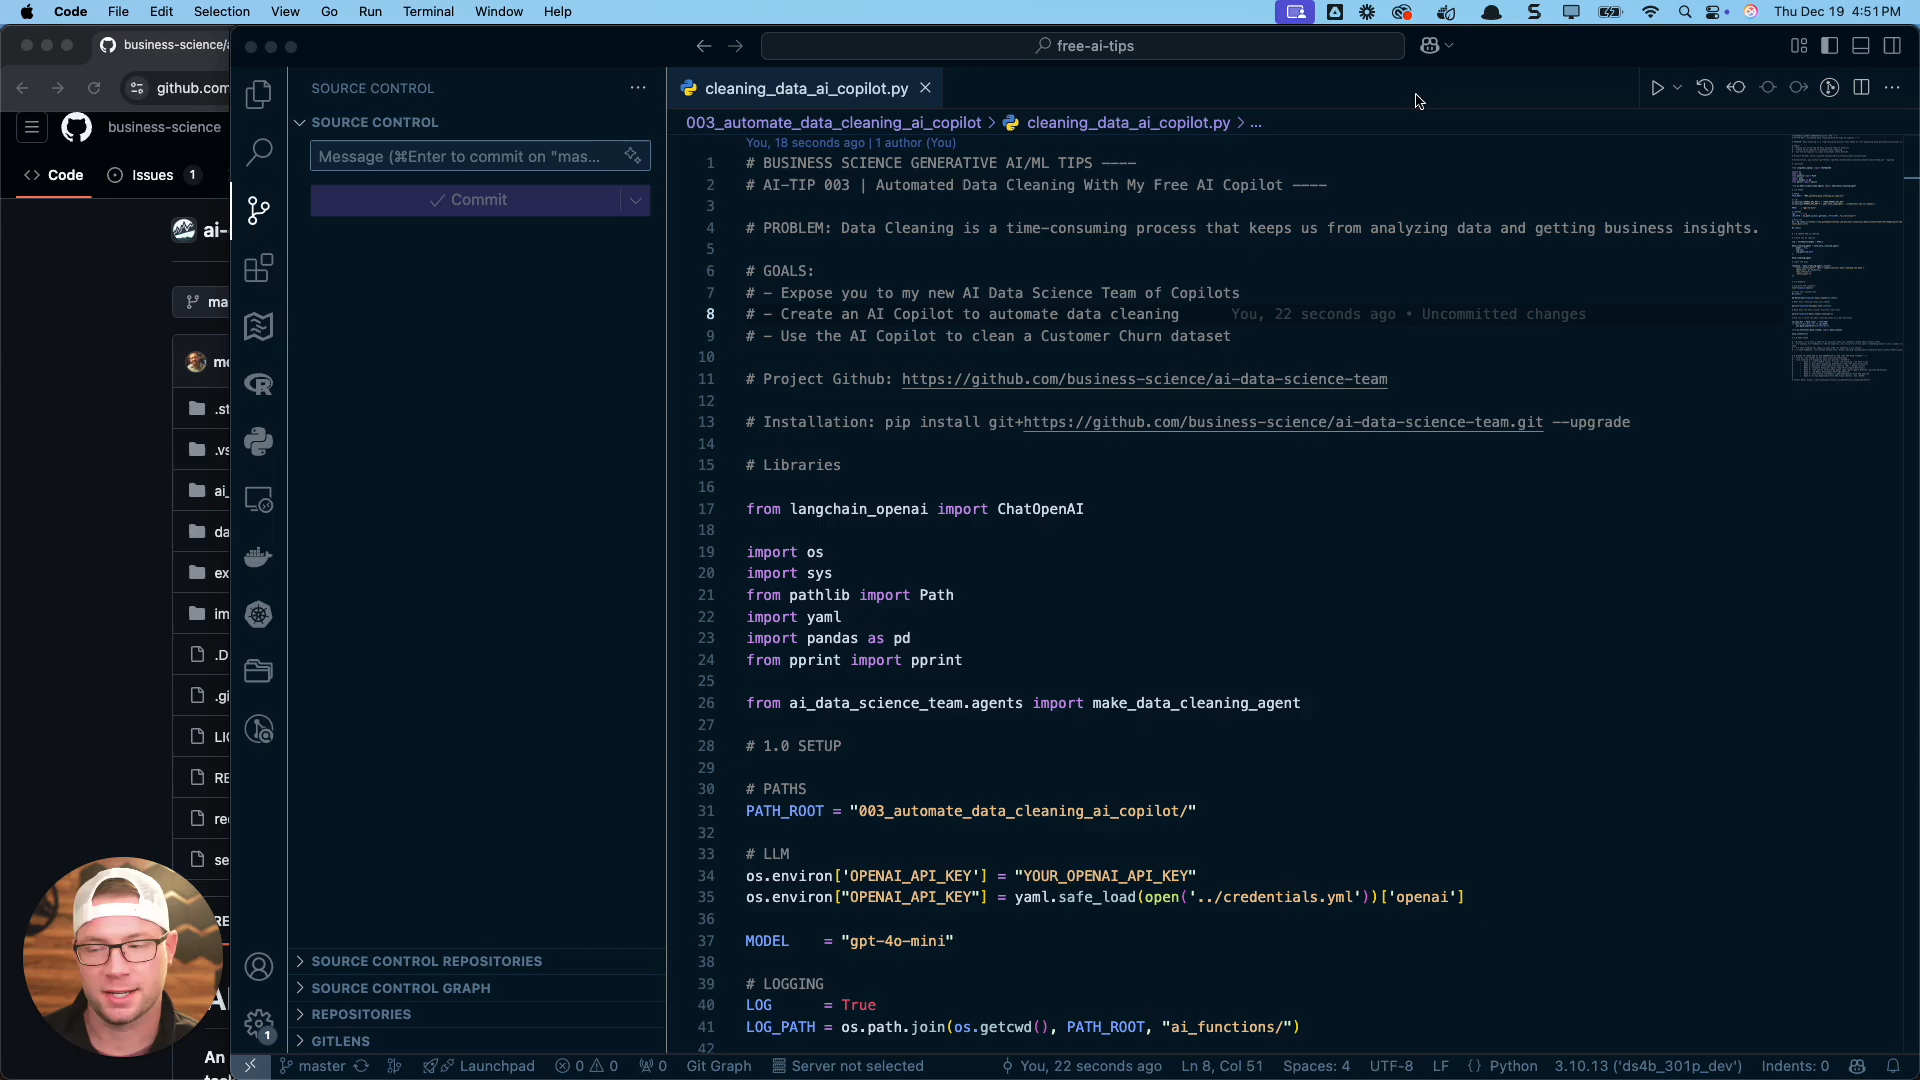 Code File Edit Selection View Go Run Terminal Window Help
Thu Dec 19 4:51 PM
business-science/a
free-ai-tips
github.com
SOURCE CONTROL
cleaning_data_ai_copilot.py
business-science
SOURCE CONTROL
003_automate_data_cleaning_ai_copilot > cleaning_data_ai_copilot.py > ...
You, 18 seconds ago | 1 author (You)
Message (⌘Enter to commit on "mas...
Code
Issues 1
Commit
ai-
ma
mo
.st
.vs
ai_
da
ex
im
.D
.gi
LIC
RE
rec
se
RE
An
1 # BUSINESS SCIENCE GENERATIVE AI/ML TIPS ----
2 # AI-TIP 003 | Automated Data Cleaning With My Free AI Copilot ----
3
4 # PROBLEM: Data Cleaning is a time-consuming process that keeps us from analyzing data and getting business insights.
5
6 # GOALS:
7 # - Expose you to my new AI Data Science Team of Copilots
8 # - Create an AI Copilot to automate data cleaning You, 22 seconds ago • Uncommitted changes
9 # - Use the AI Copilot to clean a Customer Churn dataset
10
11 # Project Github: https://github.com/business-science/ai-data-science-team
12
13 # Installation: pip install git+https://github.com/business-science/ai-data-science-team.git --upgrade
14
15 # Libraries
16
17 from langchain_openai import ChatOpenAI
18
19 import os
20 import sys
21 from pathlib import Path
22 import yaml
23 import pandas as pd
24 from pprint import pprint
25
26 from ai_data_science_team.agents import make_data_cleaning_agent
27
28 # 1.0 SETUP
29
30 # PATHS
31 PATH_ROOT = "003_automate_data_cleaning_ai_copilot/"
32
33 # LLM
34 os.environ['OPENAI_API_KEY'] = "YOUR_OPENAI_API_KEY"
35 os.environ["OPENAI_API_KEY"] = yaml.safe_load(open('../credentials.yml'))['openai']
36
37 MODEL = "gpt-4o-mini"
38
39 # LOGGING
40 LOG = True
41 LOG_PATH = os.path.join(os.getcwd(), PATH_ROOT, "ai_functions/")
42
SOURCE CONTROL REPOSITORIES
SOURCE CONTROL GRAPH
REPOSITORIES
GITLENS
1
master Launchpad 0 0 0 Git Graph Server not selected You, 22 seconds ago Ln 8, Col 51 Spaces: 4 UTF-8 LF {} Python 3.10.13 ('ds4b_301p_dev') Indents: 0